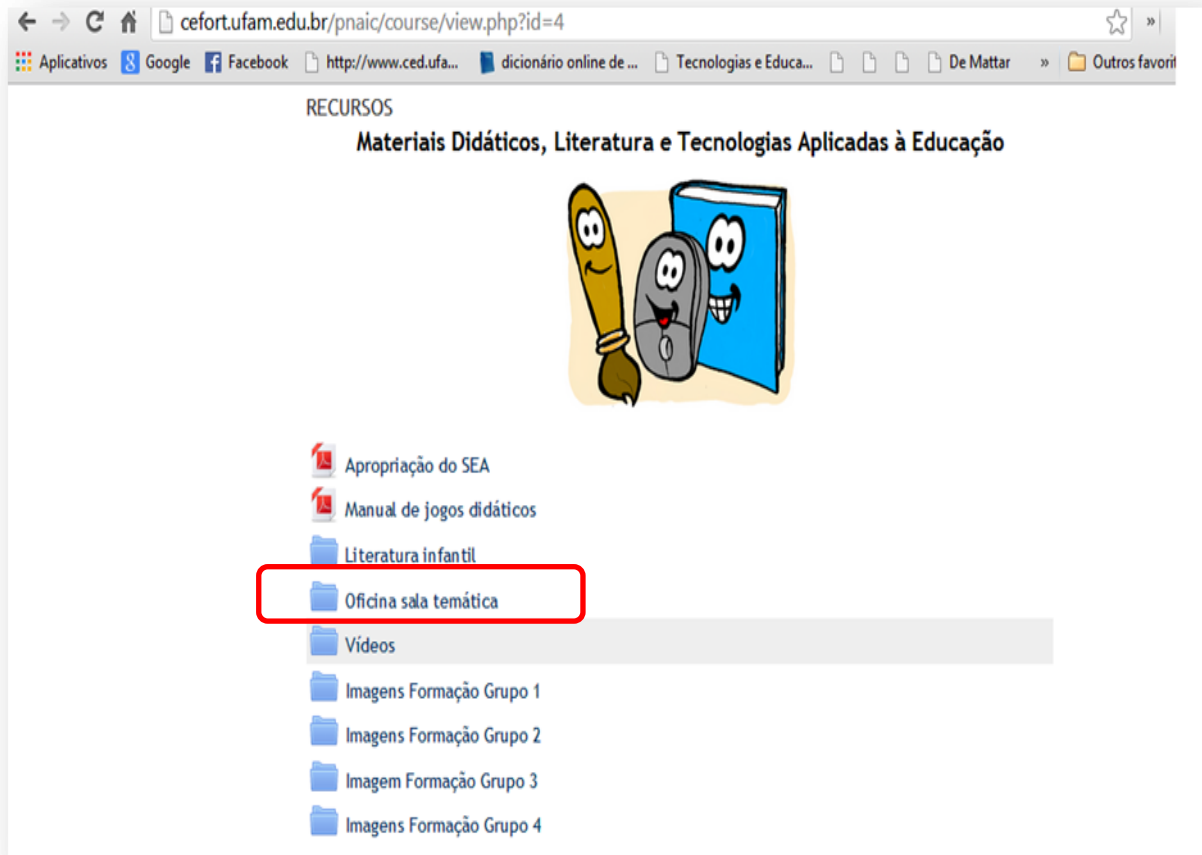 cefort.ufam.edu.br/pnaic/course/view.php?id=4
»
Aplicativos Google Facebook http://www.ced.ufa... dicionário online de ... Tecnologias e Educa... De Mattar » Outros favorit
RECURSOS
Materiais Didáticos, Literatura e Tecnologias Aplicadas à Educação
Apropriação do SEA
Manual de jogos didáticos
Literatura infantil
Oficina sala temática
Vídeos
Imagens Formação Grupo 1
Imagens Formação Grupo 2
Imagem Formação Grupo 3
Imagens Formação Grupo 4